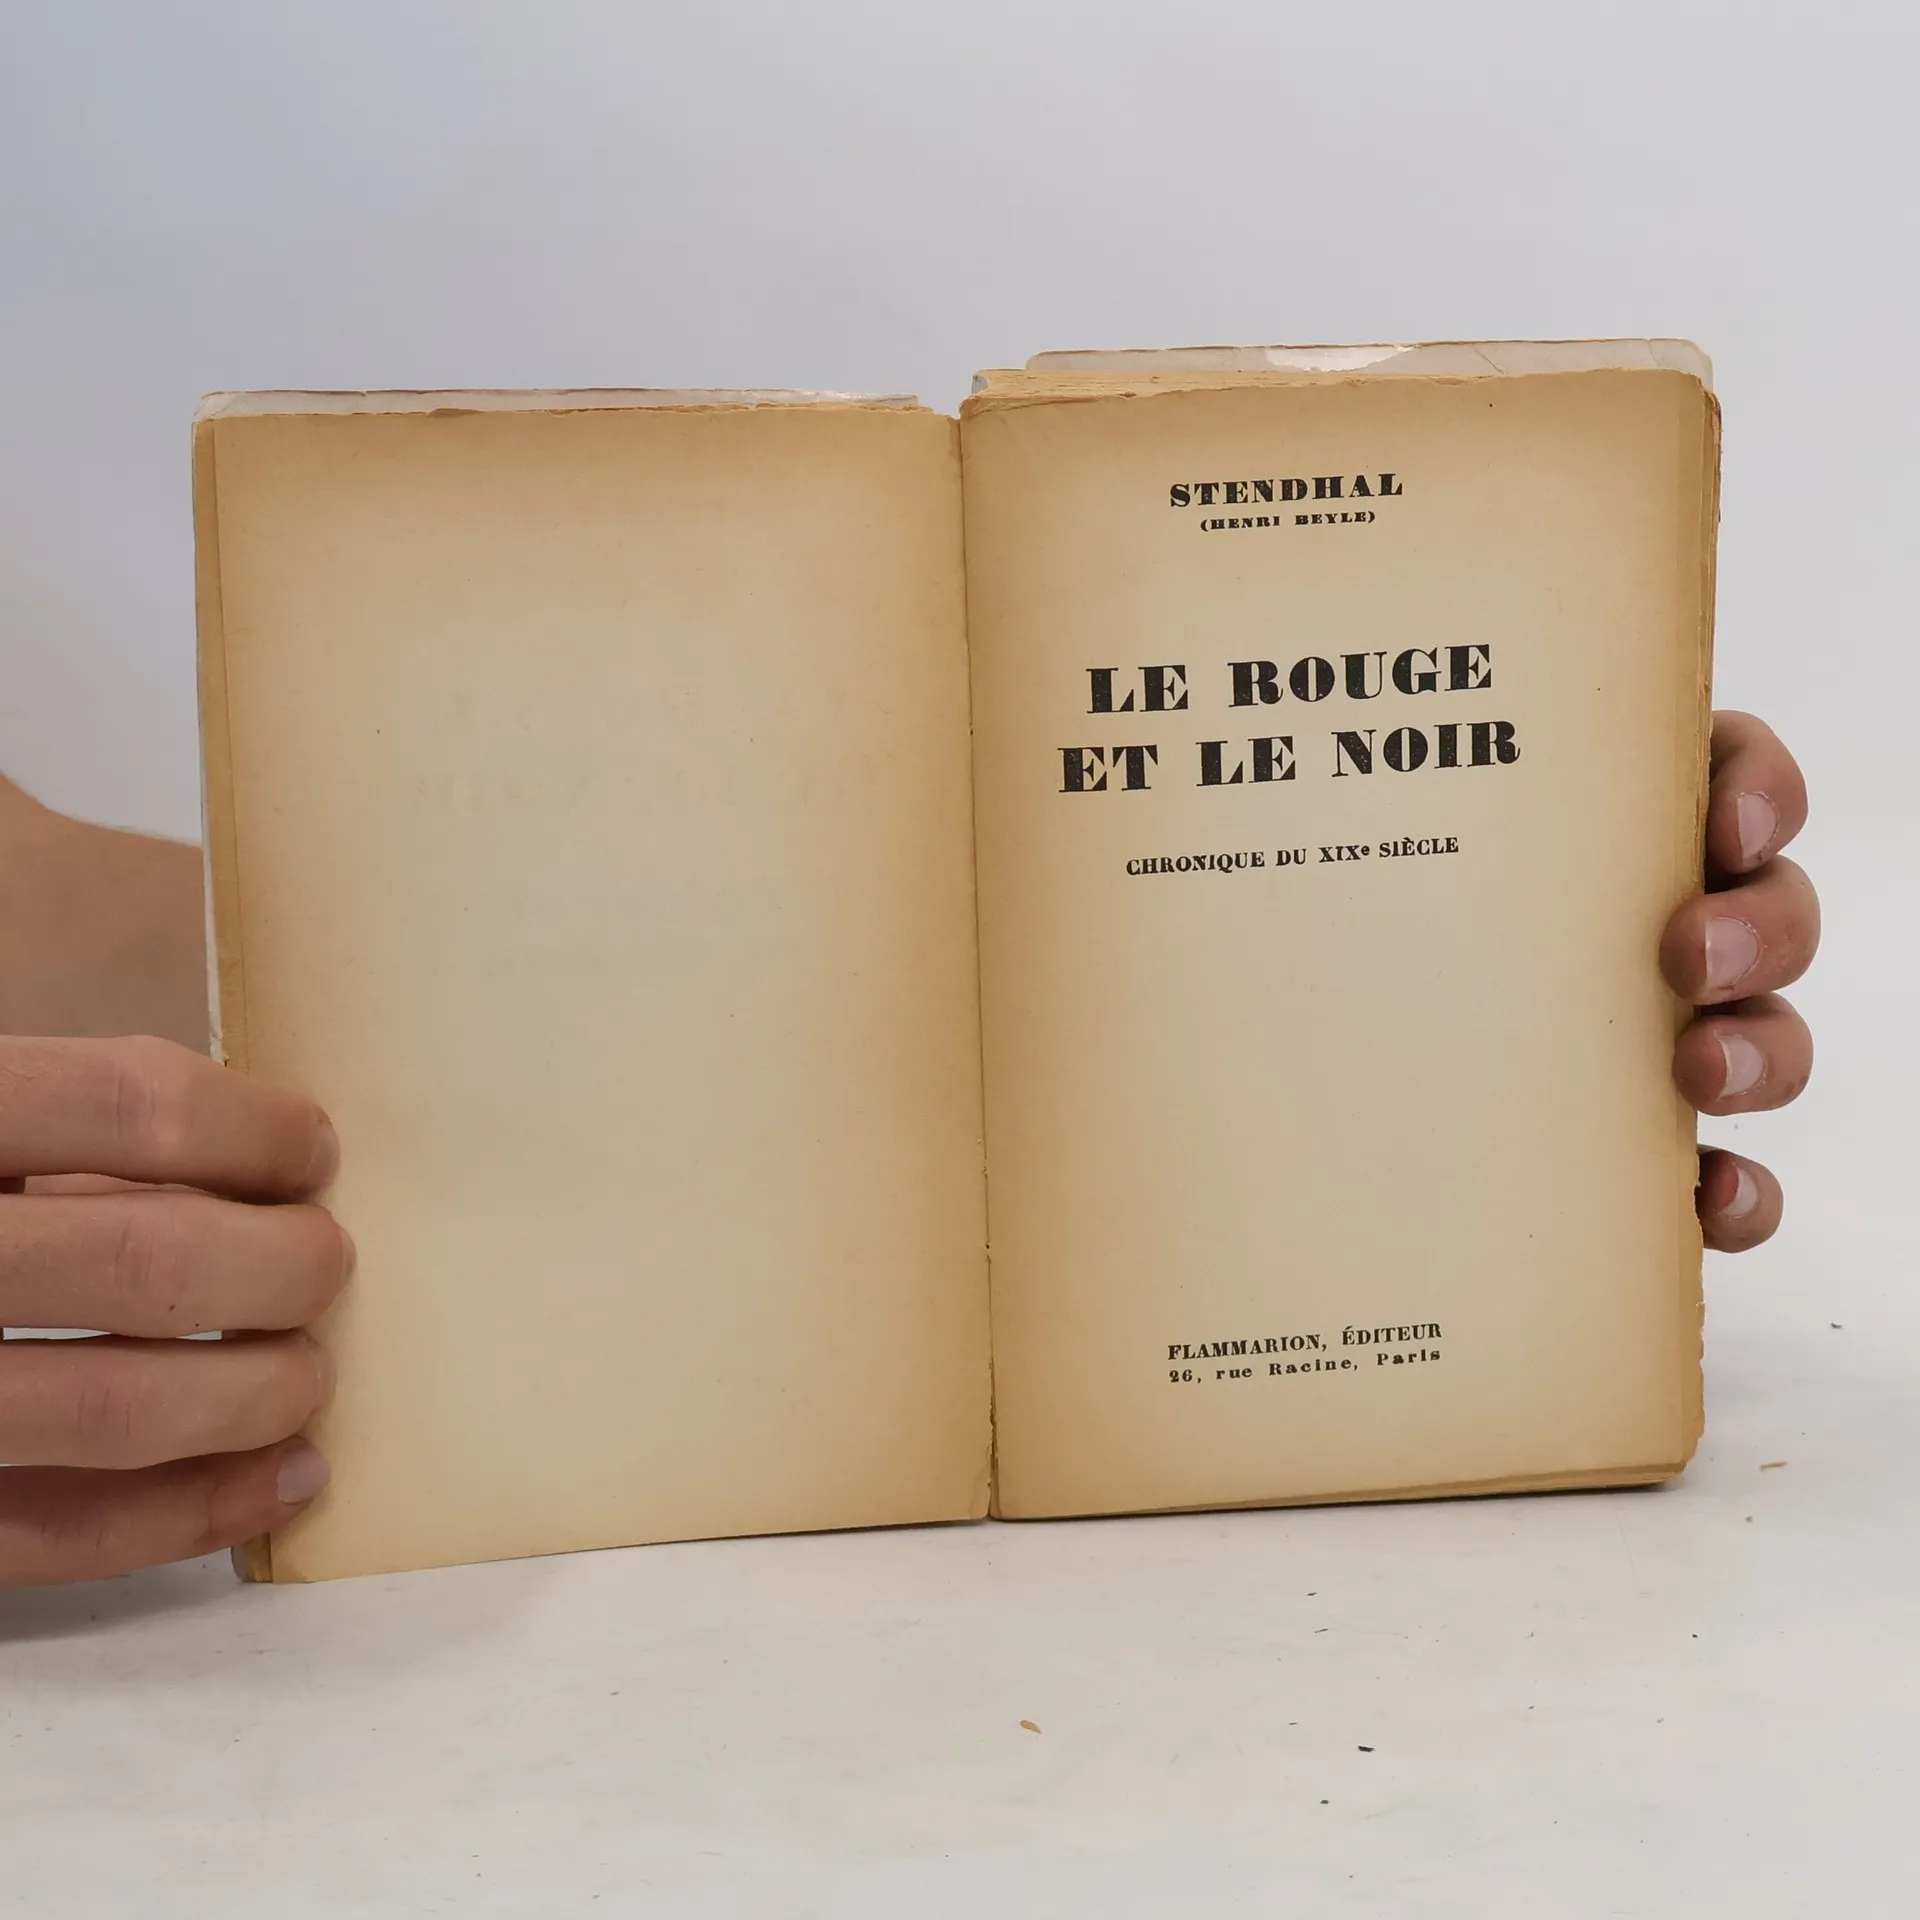 STENDHAL
(HENRI BEYLE)
LE ROUGE
ET LE NOIR
CHRONIQUE DU XIXe SIÈCLE
FLAMMARION, ÉDITEUR
26, rue Racine, Paris